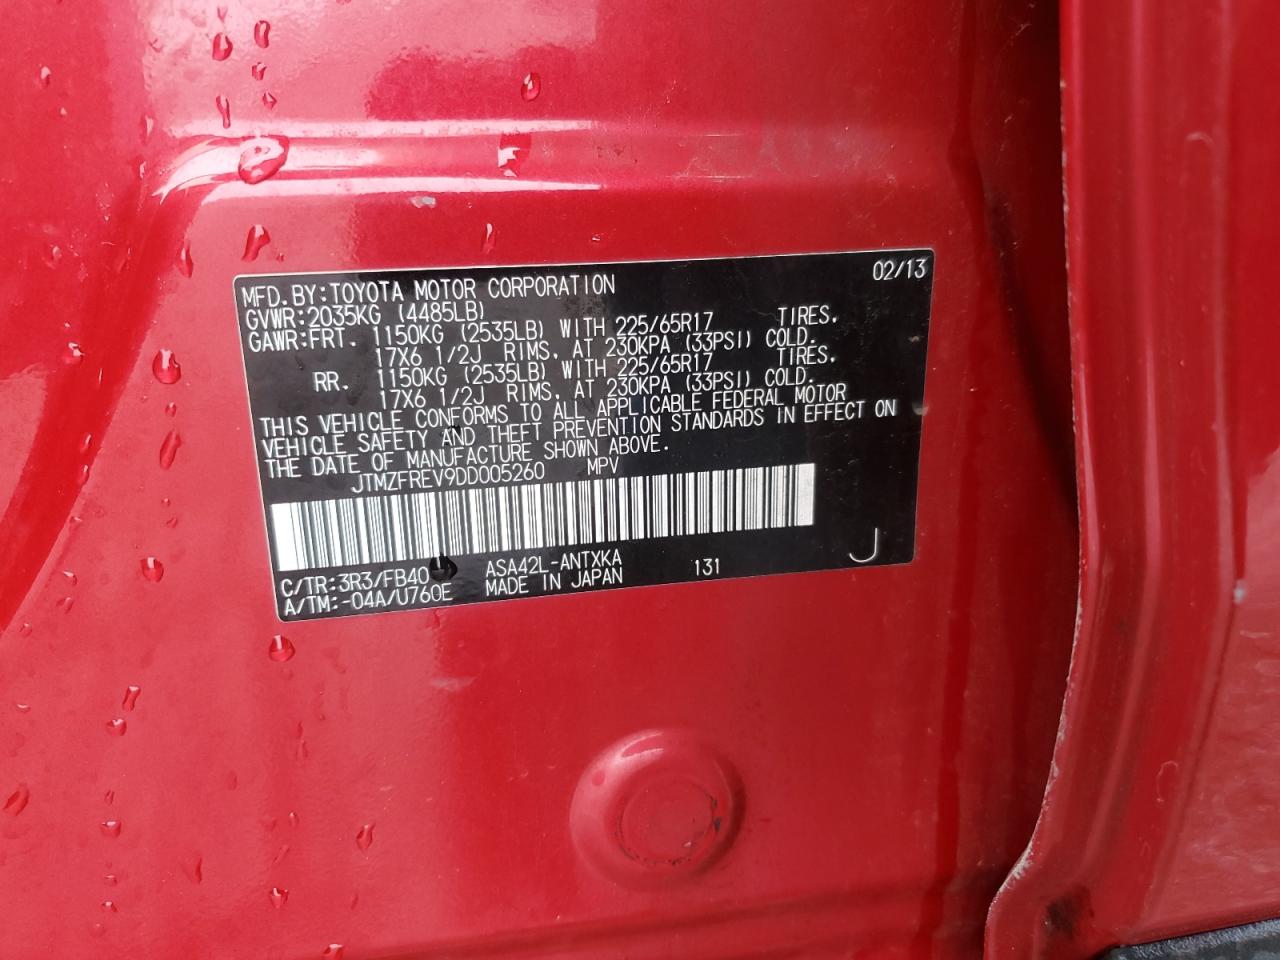 02/13
MFD.BY:TOYOTA MOTOR CORPORATION
GVWR:2035KG (4485LB)
GAWR:FRT. 1150KG (2535LB) WITH 225/65R17 TIRES.
17X6 1/2J RIMS, AT 230KPA (33PSI) COLD.
RR. 1150KG (2535LB) WITH 225/65R17 TIRES.
17X6 1/2J RIMS, AT 230KPA (33PSI) COLD.
THIS VEHICLE CONFORMS TO ALL APPLICABLE FEDERAL MOTOR
VEHICLE SAFETY AND THEFT PREVENTION STANDARDS IN EFFECT ON
THE DATE OF MANUFACTURE SHOWN ABOVE.
JTMZFREV9DD005260 MPV
C/TR:3R3/FB40 ASA42L-ANTXKA 131 J
A/TM:-04A/U760E MADE IN JAPAN